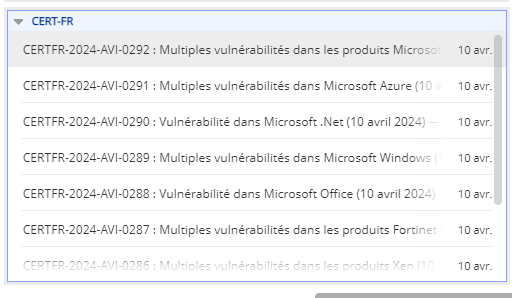 CERT-FR
CERTFR-2024-AVI-0292 : Multiples vulnérabilités dans les produits Microsoft 10 avr.
CERTFR-2024-AVI-0291 : Multiples vulnérabilités dans Microsoft Azure (10 a 10 avr.
CERTFR-2024-AVI-0290 : Vulnérabilité dans Microsoft .Net (10 avril 2024) — 10 avr.
CERTFR-2024-AVI-0289 : Multiples vulnérabilités dans Microsoft Windows ( 10 avr.
CERTFR-2024-AVI-0288 : Vulnérabilité dans Microsoft Office (10 avril 2024) 10 avr.
CERTFR-2024-AVI-0287 : Multiples vulnérabilités dans les produits Fortinet 10 avr.
CERTFR-2024-AVI-0286 : Multiples vulnérabilités dans les produits Xen (10 10 avr.